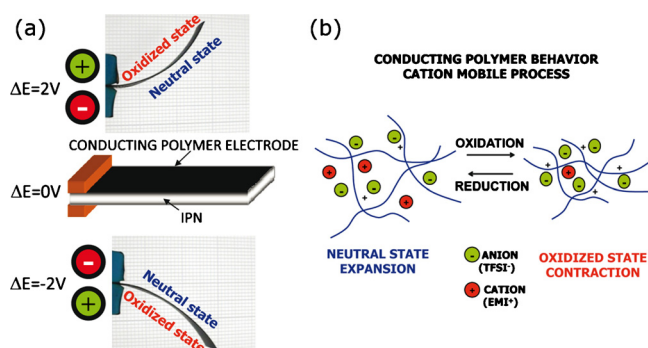 (a)
ΔE=2V
+
-
Oxidized state
Neutral state
CONDUCTING POLYMER ELECTRODE
ΔE=0V
IPN
ΔE=-2V
-
+
Neutral state
Oxidized state
(b)
CONDUCTING POLYMER BEHAVIOR
CATION MOBILE PROCESS
OXIDATION
REDUCTION
NEUTRAL STATE
EXPANSION
- ANION
(TFSI⁻)
+ CATION
(EMI⁺)
OXIDIZED STATE
CONTRACTION